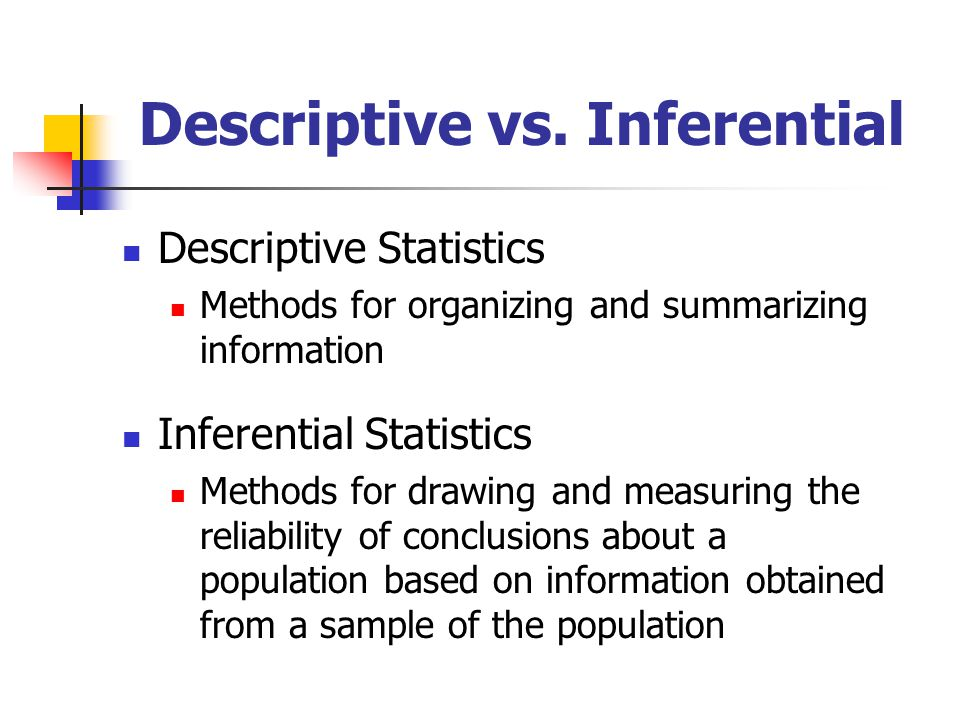 Descriptive vs. Inferential
Descriptive Statistics
Methods for organizing and summarizing
information
Inferential Statistics
Methods for drawing and measuring the
reliability of conclusions about a
population based on information obtained
from a sample of the population